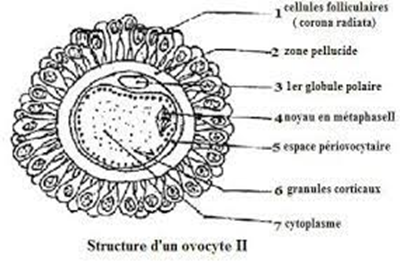 1 cellules folliculaires
( corona radiata)
2 zone pellucide
3 1er globule polaire
4 noyau en métaphaseII
5 espace périovocytaire
6 granules corticaux
7 cytoplasme
Structure d'un ovocyte II